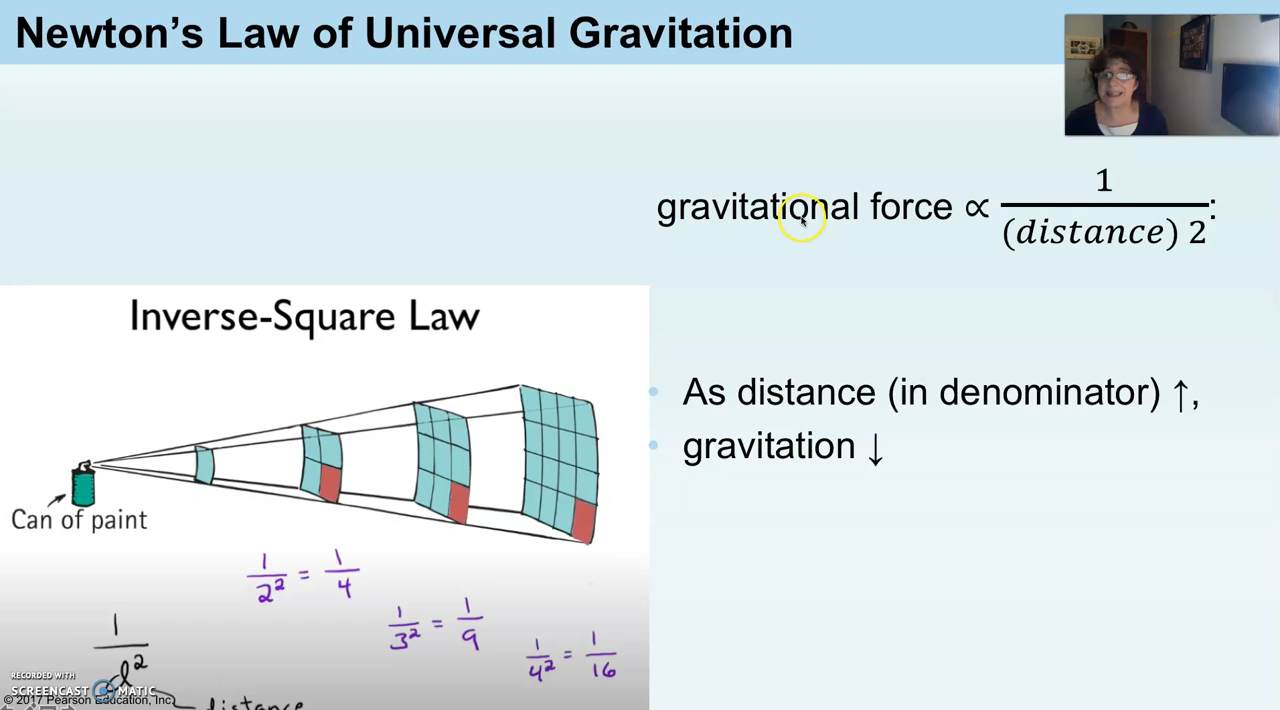 Newton's Law of Universal Gravitation
gravitational force ∝ 1/(distance) 2:
Inverse-Square Law
Can of paint
1/2² = 1/4
1/3² = 1/9
1/4² = 1/16
1/d²
distance
• As distance (in denominator) ↑,
• gravitation ↓
RECORDED WITH
SCREENCAST MATIC
© 2017 Pearson Education, Inc.